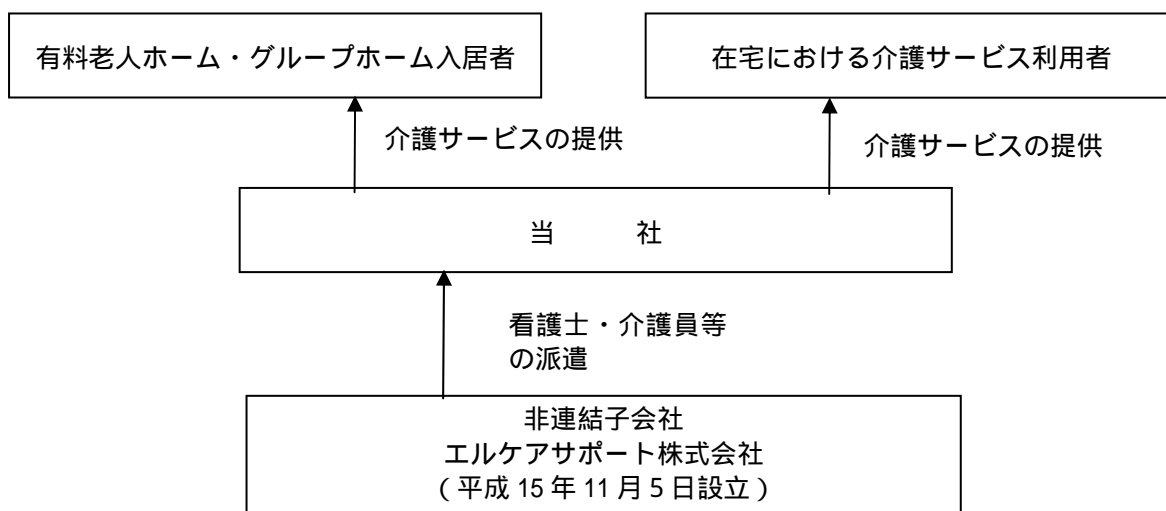 有料老人ホーム・グループホーム入居者
在宅における介護サービス利用者
介護サービスの提供
介護サービスの提供
当　　　社
看護士・介護員等
の派遣
非連結子会社
エルケアサポート株式会社
（平成 15 年 11 月 5 日設立）